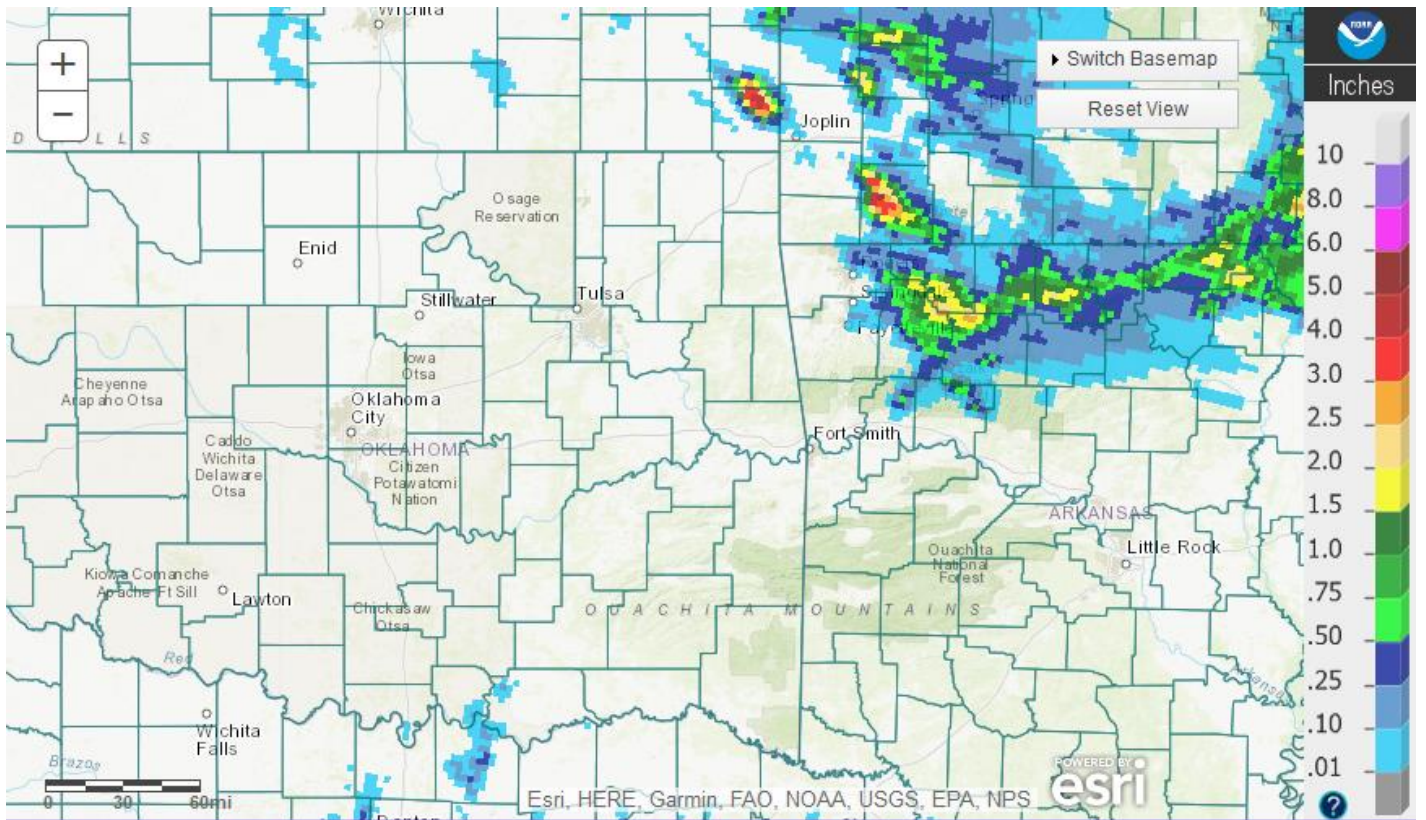 Wichita
+
−
Switch Basemap
Reset View
NOAA
Inches
Joplin
L L S
Osage
Reservation
Enid
Stillwater
Tulsa
Iowa
Otsa
Cheyenne
Arapaho Otsa
Oklahoma
City
OKLAHOMA
Caddo
Wichita
Delaware
Otsa
Citizen
Potawatomi
Nation
Fort Smith
ARKANSAS
Little Rock
Ouachita
National
Forest
OUACHITA MOUNTAINS
Kiowa Comanche
Apache Ft Sill
Lawton
Chickasaw
Otsa
Red
Wichita
Falls
Brazos
0 30 60mi
Denton
Esri, HERE, Garmin, FAO, NOAA, USGS, EPA, NPS
POWERED BY
esri
10
8.0
6.0
5.0
4.0
3.0
2.5
2.0
1.5
1.0
.75
.50
.25
.10
.01
?